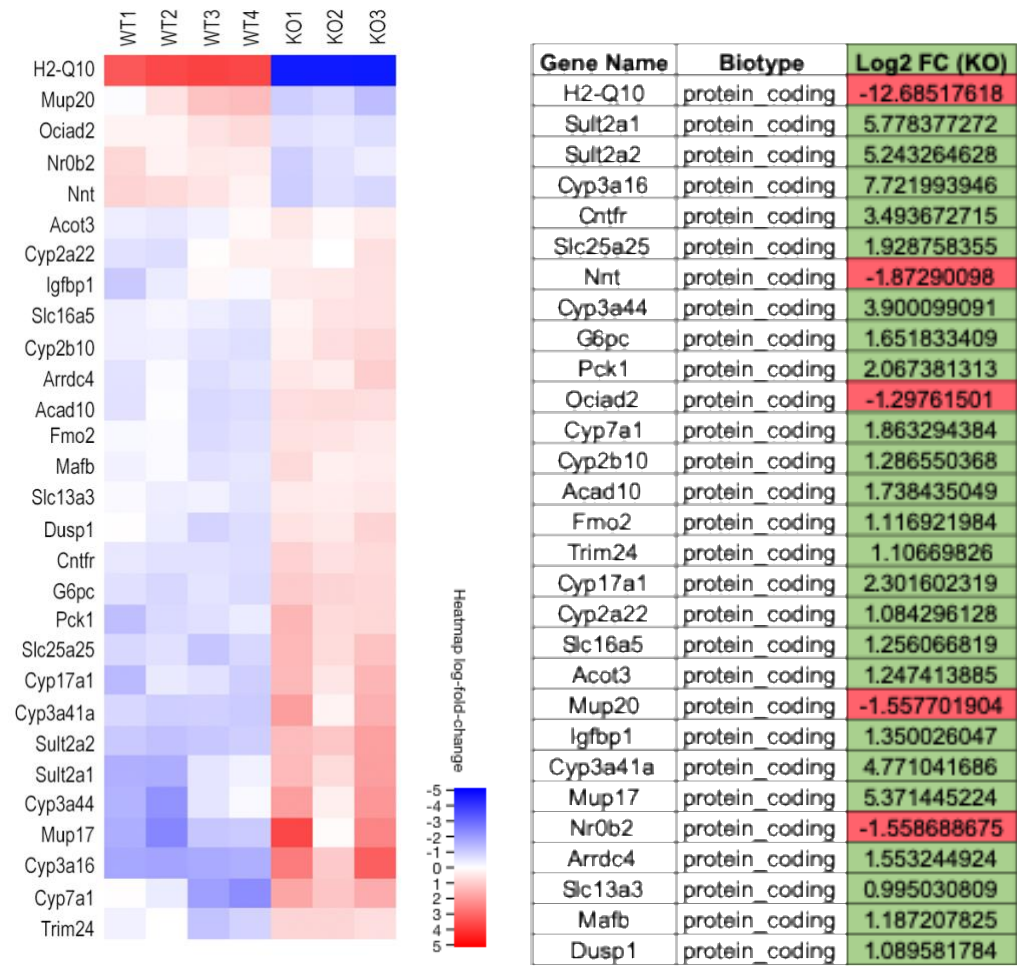 WT1 WT2 WT3 WT4 KO1 KO2 KO3
H2-Q10
Mup20
Ociad2
Nr0b2
Nnt
Acot3
Cyp2a22
Igfbp1
Slc16a5
Cyp2b10
Arrdc4
Acad10
Fmo2
Mafb
Slc13a3
Dusp1
Cntfr
G6pc
Pck1
Slc25a25
Cyp17a1
Cyp3a41a
Sult2a2
Sult2a1
Cyp3a44
Mup17
Cyp3a16
Cyp7a1
Trim24
Heatmap log-fold-change
-5
-4
-3
-2
-1
0
1
2
3
4
5
Gene Name Biotype Log2 FC (KO)
H2-Q10 protein_coding -12.68517618
Sult2a1 protein_coding 5.778377272
Sult2a2 protein_coding 5.243264628
Cyp3a16 protein_coding 7.721993946
Cntfr protein_coding 3.493672715
Slc25a25 protein_coding 1.928758355
Nnt protein_coding -1.87290098
Cyp3a44 protein_coding 3.900099091
G6pc protein_coding 1.651833409
Pck1 protein_coding 2.067381313
Ociad2 protein_coding -1.29761501
Cyp7a1 protein_coding 1.863294384
Cyp2b10 protein_coding 1.286550368
Acad10 protein_coding 1.738435049
Fmo2 protein_coding 1.116921984
Trim24 protein_coding 1.10669826
Cyp17a1 protein_coding 2.301602319
Cyp2a22 protein_coding 1.084296128
Slc16a5 protein_coding 1.256066819
Acot3 protein_coding 1.247413885
Mup20 protein_coding -1.557701904
Igfbp1 protein_coding 1.350026047
Cyp3a41a protein_coding 4.771041686
Mup17 protein_coding 5.371445224
Nr0b2 protein_coding -1.558688675
Arrdc4 protein_coding 1.553244924
Slc13a3 protein_coding 0.995030809
Mafb protein_coding 1.187207825
Dusp1 protein_coding 1.089581784